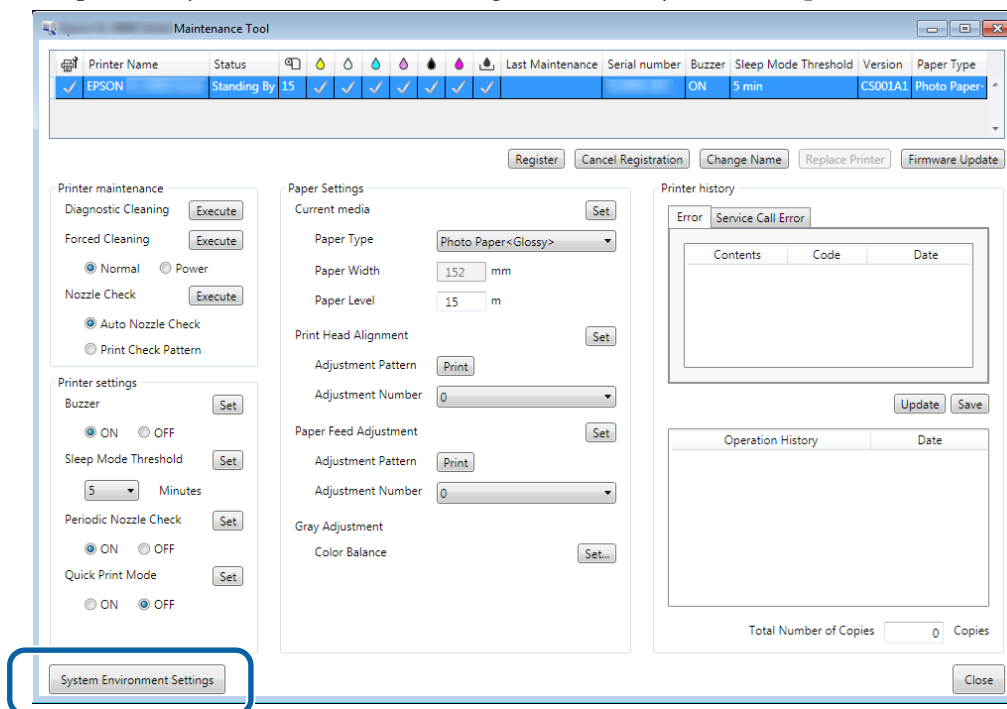 Maintenance Tool
Printer Name Status Last Maintenance Serial number Buzzer Sleep Mode Threshold Version Paper Type
EPSON Standing By 15 ON 5 min CS001A1 Photo Paper-
Register Cancel Registration Change Name Replace Printer Firmware Update
Printer maintenance
Diagnostic Cleaning Execute
Forced Cleaning Execute
Normal Power
Nozzle Check Execute
Auto Nozzle Check
Print Check Pattern
Printer settings
Buzzer Set
ON OFF
Sleep Mode Threshold Set
5 Minutes
Periodic Nozzle Check Set
ON OFF
Quick Print Mode Set
ON OFF
Paper Settings
Current media Set
Paper Type Photo Paper<Glossy>
Paper Width 152 mm
Paper Level 15 m
Print Head Alignment Set
Adjustment Pattern Print
Adjustment Number 0
Paper Feed Adjustment Set
Adjustment Pattern Print
Adjustment Number 0
Gray Adjustment
Color Balance Set...
Printer history
Error Service Call Error
Contents Code Date
Update Save
Operation History Date
Total Number of Copies 0 Copies
System Environment Settings Close